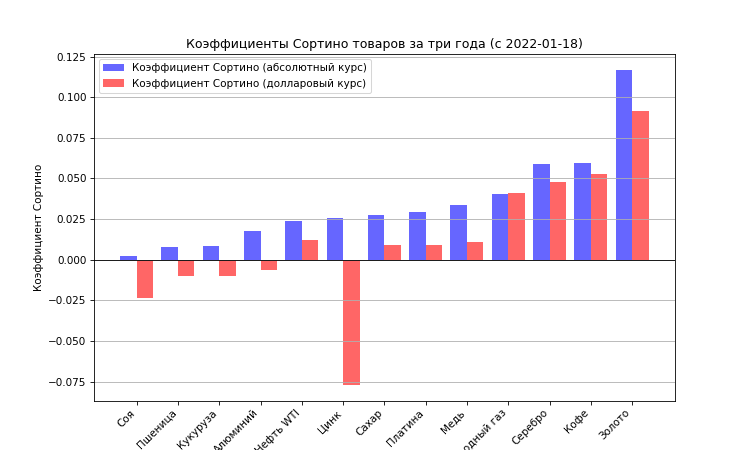 Коэффициенты Сортино товаров за три года (с 2022-01-18)
Коэффициент Сортино (абсолютный курс)
Коэффициент Сортино (долларовый курс)
Коэффициент Сортино
0.125
0.100
0.075
0.050
0.025
0.000
−0.025
−0.050
−0.075
Соя
Пшеница
Кукуруза
Алюминий
Нефть WTI
Цинк
Сахар
Платина
Медь
одный газ
Серебро
Кофе
Золото